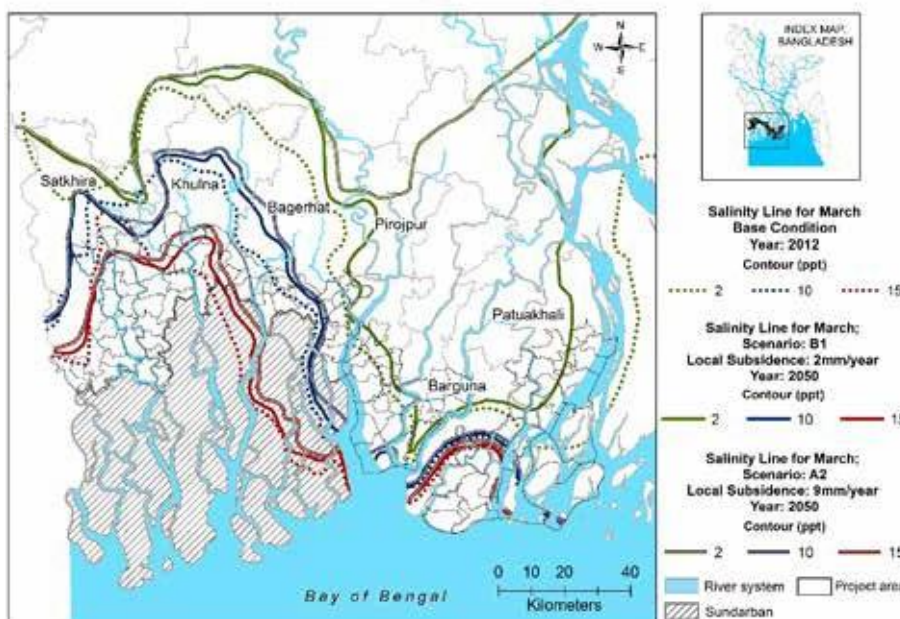 N
W E
S
Satkhira
Khulna
Bagerhat
Pirojpur
Patuakhali
Barguna
Bay of Bengal
0 10 20 40
Kilometers
INDEX MAP:
BANGLADESH
Salinity Line for March
Base Condition
Year: 2012
Contour (ppt)
2 10 15
Salinity Line for March;
Scenario: B1
Local Subsidence: 2mm/year
Year: 2050
Contour (ppt)
2 10 15
Salinity Line for March;
Scenario: A2
Local Subsidence: 9mm/year
Year: 2050
Contour (ppt)
2 10 15
River system Project area
Sundarban